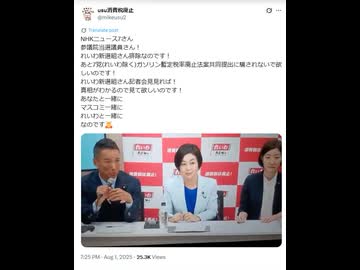 usu消費税廃止
@mikeusu2
Translate post
NHKニュース7さん
参議院当選議員さん!
れいわ新選組さん排除なのです!
あと7党(れいわ除く)ガソリン暫定税率廃止法案共同提出に騙されないで欲
しいのです!
れいわ新選組さん記者会見見れば!
真相がわかるので見て欲しいのです!
あなたと一緒に
マスコミ一緒に
れいわと一緒に
なのです
れいわ
7:25 PM · Aug 1, 2025 · 25.3K Views